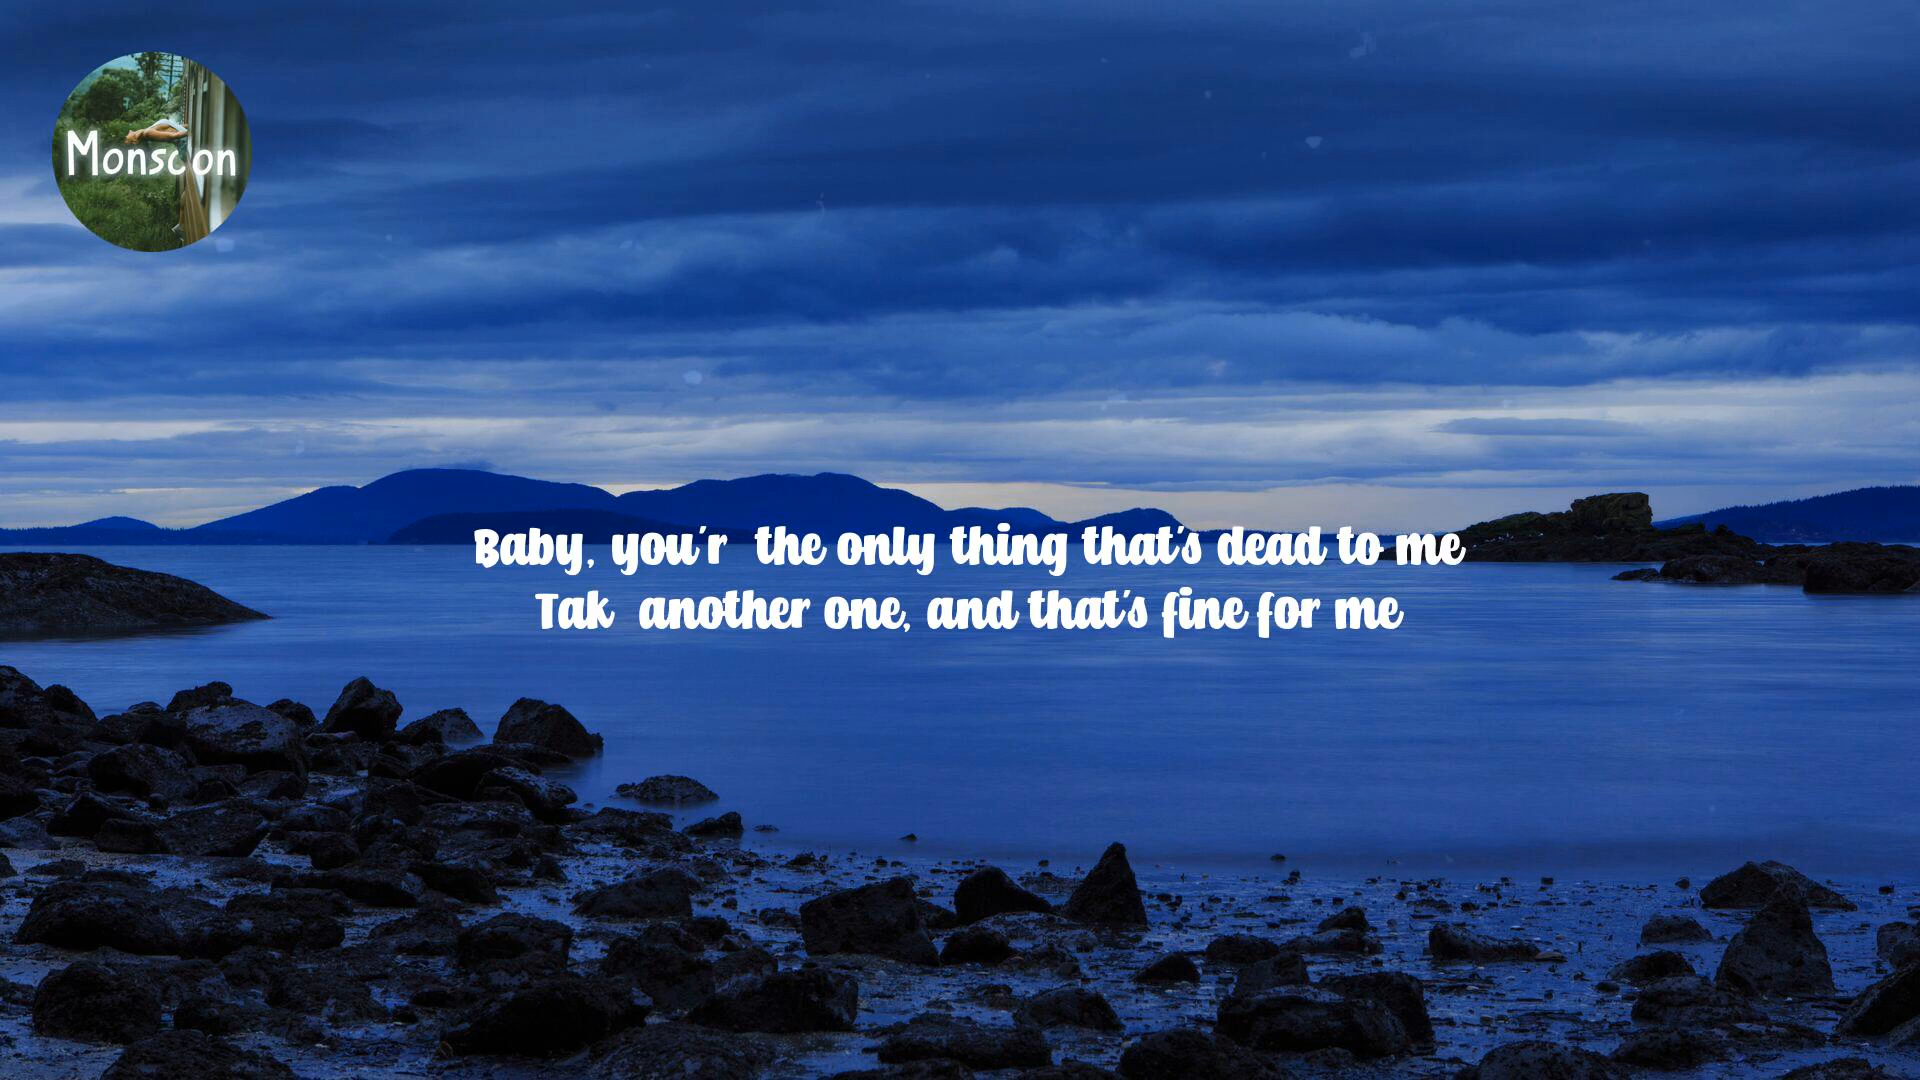 Monsoon
Baby, you'r the only thing that's dead to me
Tak another one, and that's fine for me